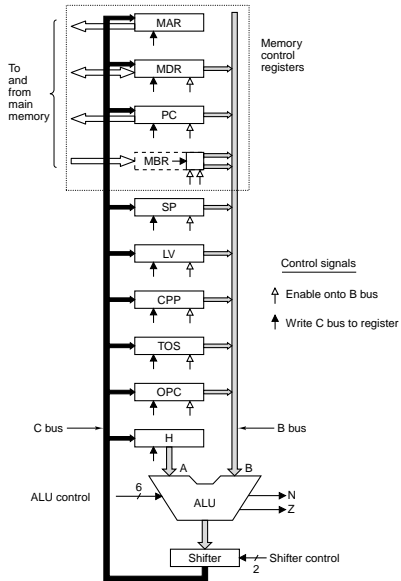 MAR
To
and
from
main
memory
Memory
control
registers
MDR
PC
MBR
SP
LV
Control signals
Enable onto B bus
CPP
Write C bus to register
TOS
OPC
C bus
B bus
H
A
B
ALU control
6
ALU
N
Z
Shifter
Shifter control
2